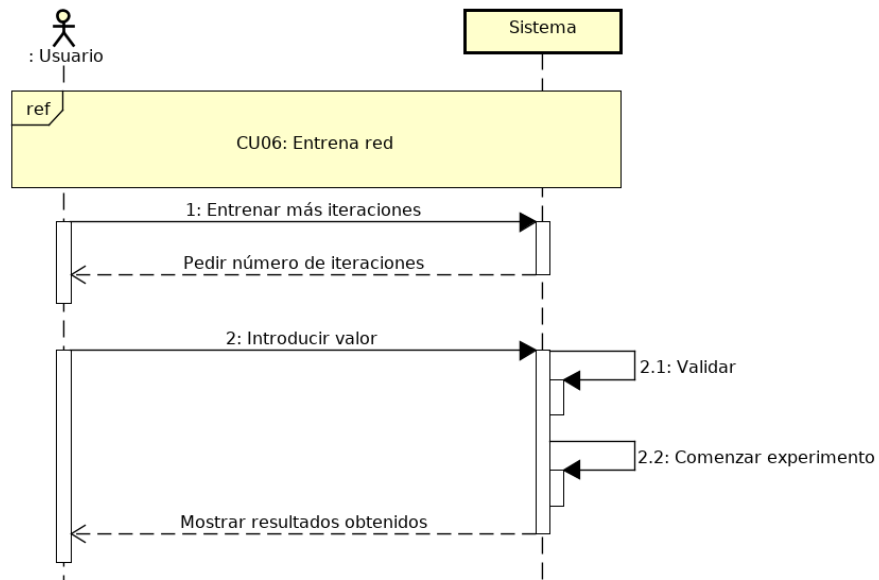 : Usuario
Sistema
ref
CU06: Entrena red
1: Entrenar más iteraciones
Pedir número de iteraciones
2: Introducir valor
2.1: Validar
2.2: Comenzar experimento
Mostrar resultados obtenidos